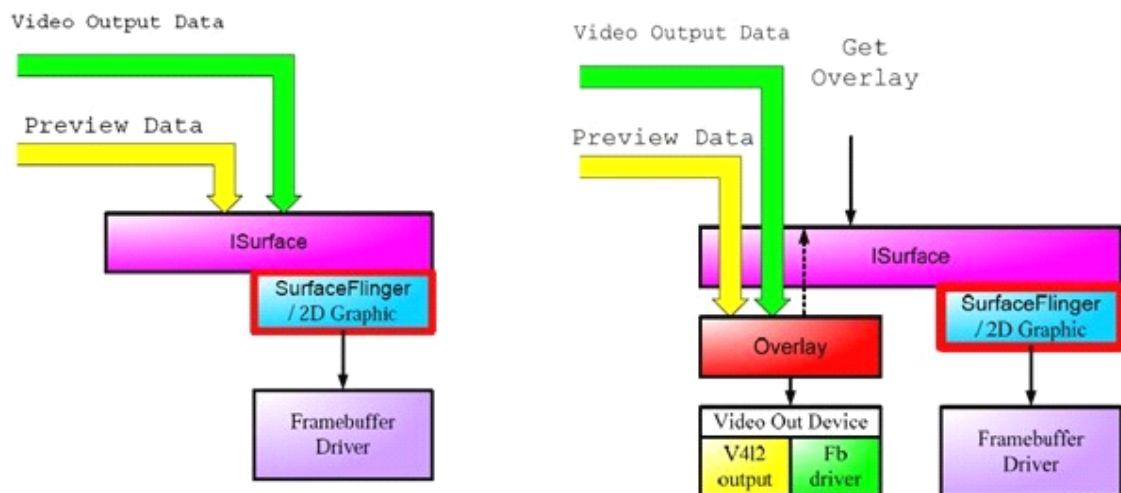 Video Output Data
Preview Data
ISurface
SurfaceFlinger
/ 2D Graphic
Framebuffer
Driver
Video Output Data
Get
Overlay
Preview Data
ISurface
SurfaceFlinger
/ 2D Graphic
Overlay
Video Out Device
V4l2
output
Fb
driver
Framebuffer
Driver